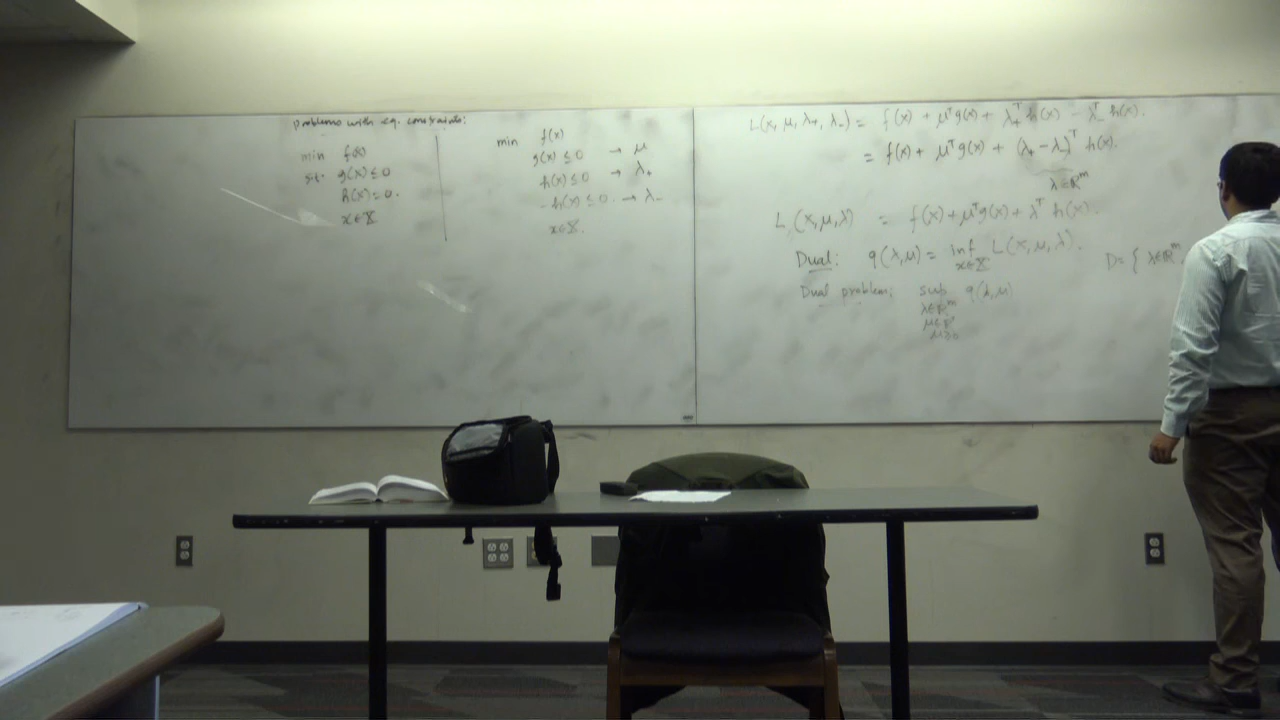 problems with eq. constraints:
min f(x)
s.t. g(x) ≤ 0
h(x) = 0.
x ∈ X
min f(x)
g(x) ≤ 0 → μ
h(x) ≤ 0 → λ₊
-h(x) ≤ 0. → λ₋
x ∈ X.
L(x, μ, λ₊, λ₋) = f(x) + μᵀg(x) + λ₊ᵀ h(x) - λ₋ᵀ h(x).
= f(x) + μᵀg(x) + (λ₊ - λ₋)ᵀ h(x).
λ ∈ ℝᵐ
L(x, μ, λ) = f(x) + μᵀg(x) + λᵀ h(x).
Dual: q(λ,μ) = inf L(x, μ, λ). D = { λ ∈ ℝᵐ,
x ∈ X
Dual problem: sup q(λ,μ)
λ ∈ ℝᵐ
μ ≥ 0